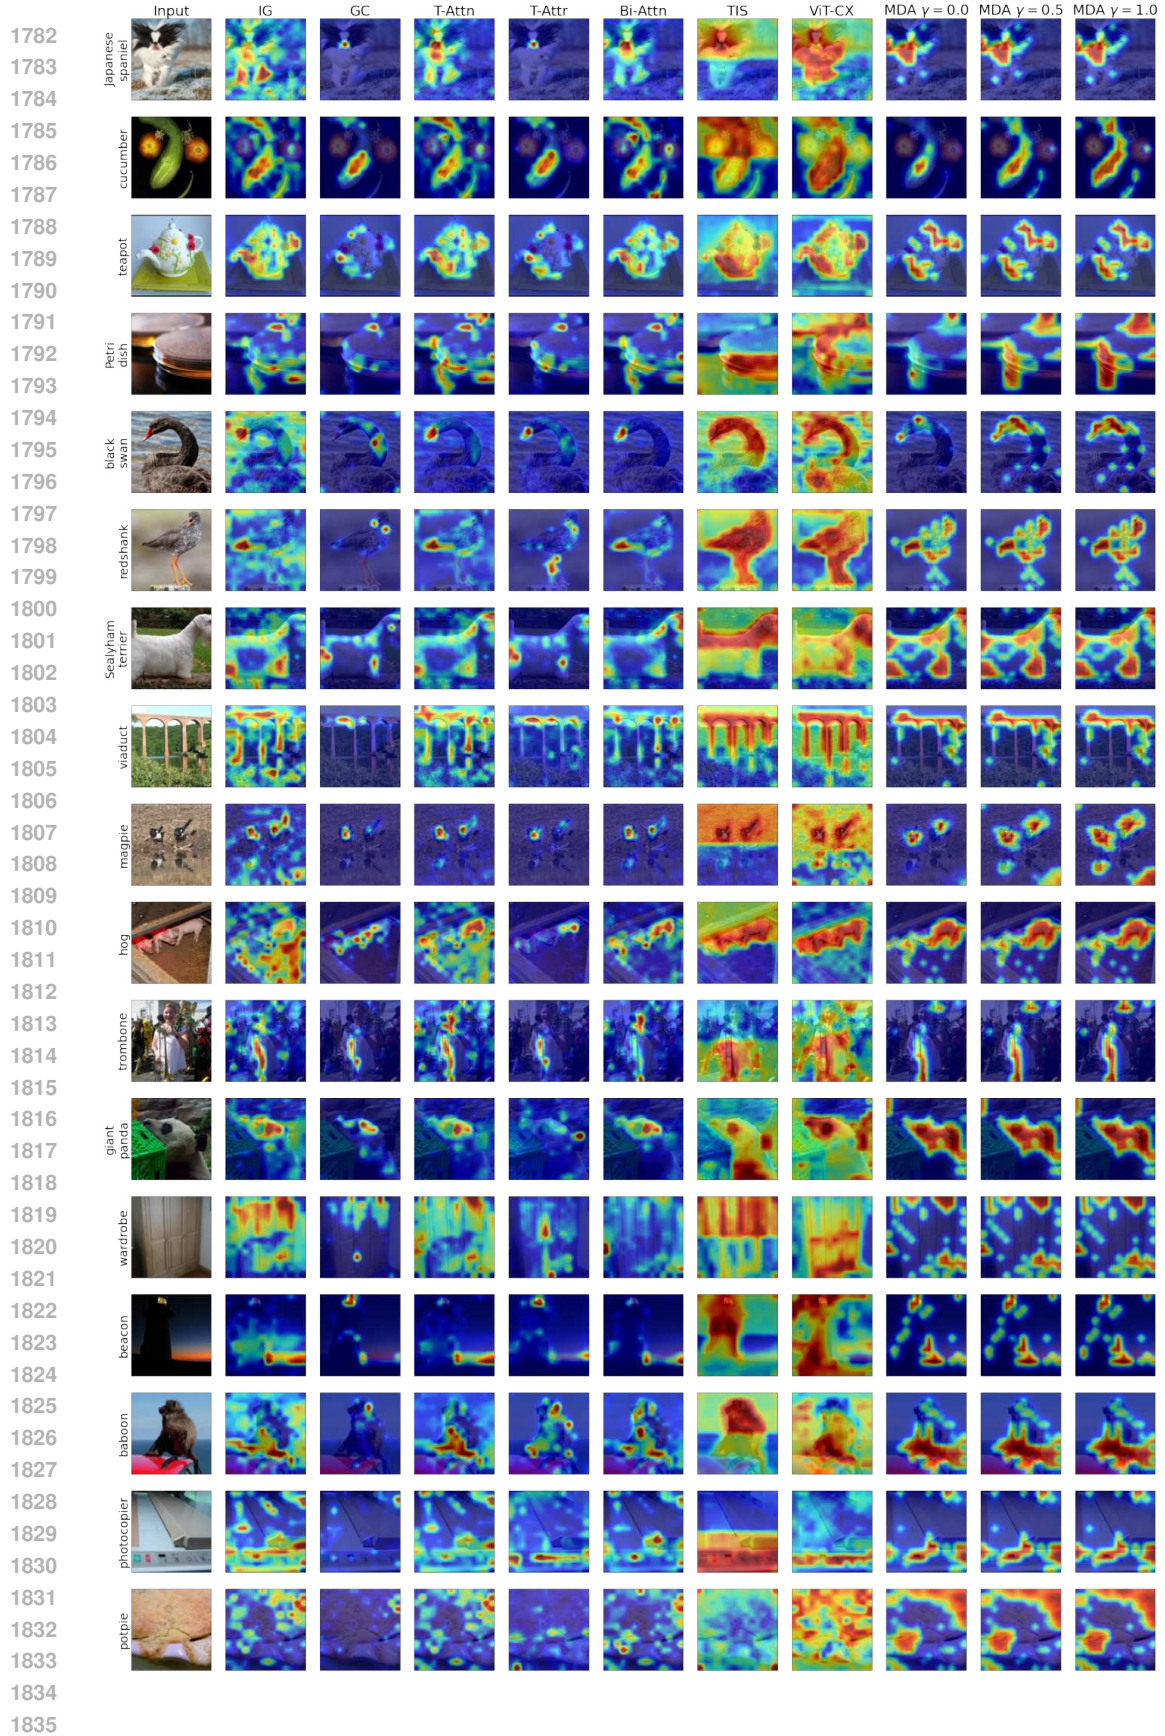 Input IG GC T-Attn T-Attr Bi-Attn TIS ViT-CX MDA γ = 0.0 MDA γ = 0.5 MDA γ = 1.0
1782
1783
1784
Japanese
spaniel
1785
1786
1787
cucumber
1788
1789
1790
teapot
1791
1792
1793
Petri
dish
1794
1795
1796
black
swan
1797
1798
1799
redshank
1800
1801
1802
Sealyham
terrier
1803
1804
1805
viaduct
1806
1807
1808
magpie
1809
1810
1811
hog
1812
1813
1814
trombone
1815
1816
1817
giant
panda
1818
1819
1820
wardrobe
1821
1822
1823
1824
beacon
1825
1826
1827
baboon
1828
1829
1830
photocopier
1831
1832
1833
potpie
1834
1835